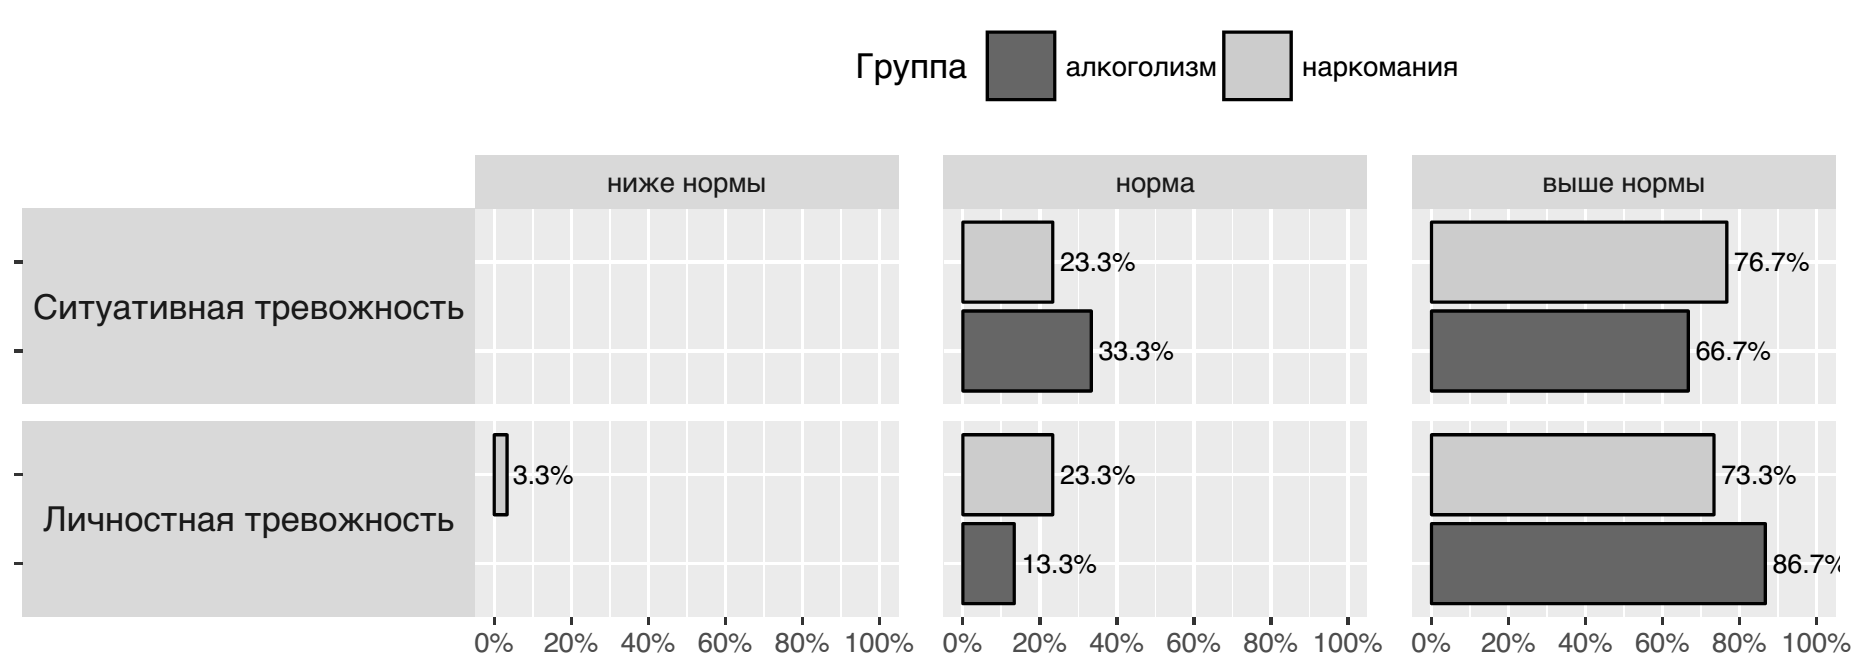 Группа алкоголизм наркомания
ниже нормы норма выше нормы
Ситуативная тревожность
23.3% 76.7%
33.3% 66.7%
Личностная тревожность
3.3% 23.3% 73.3%
13.3% 86.7%
0% 20% 40% 60% 80% 100% 0% 20% 40% 60% 80% 100% 0% 20% 40% 60% 80% 100%